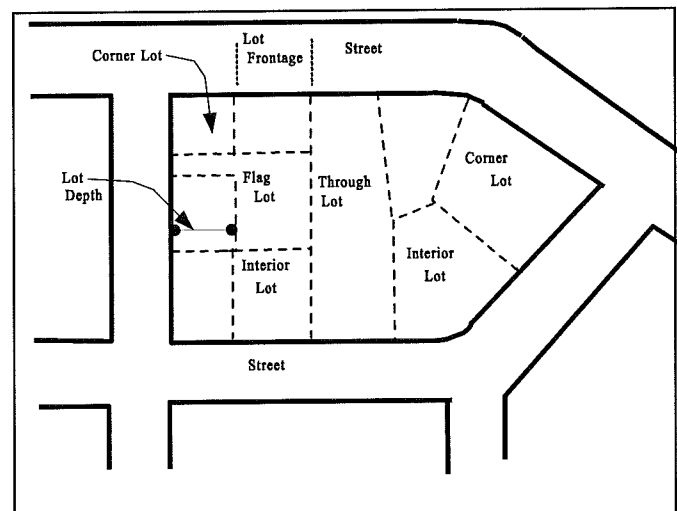 Lot
Frontage
Street
Corner Lot
Corner
Lot
Lot
Depth
Flag
Lot
Through
Lot
Interior
Lot
Interior
Lot
Street